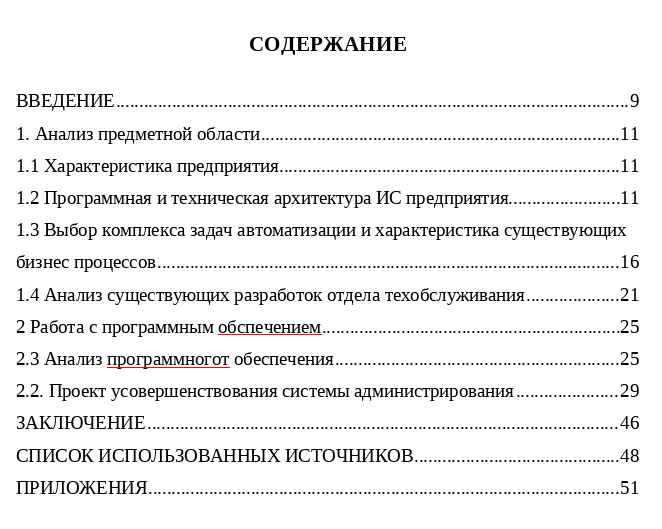 СОДЕРЖАНИЕ
ВВЕДЕНИЕ.....9
1. Анализ предметной области.....11
1.1 Характеристика предприятия.....11
1.2 Программная и техническая архитектура ИС предприятия.....11
1.3 Выбор комплекса задач автоматизации и характеристика существующих
бизнес процессов.....16
1.4 Анализ существующих разработок отдела техобслуживания.....21
2 Работа с программным обспечением.....25
2.3 Анализ программногот обеспечения.....25
2.2. Проект усовершенствования системы администрирования.....29
ЗАКЛЮЧЕНИЕ.....46
СПИСОК ИСПОЛЬЗОВАННЫХ ИСТОЧНИКОВ.....48
ПРИЛОЖЕНИЯ.....51